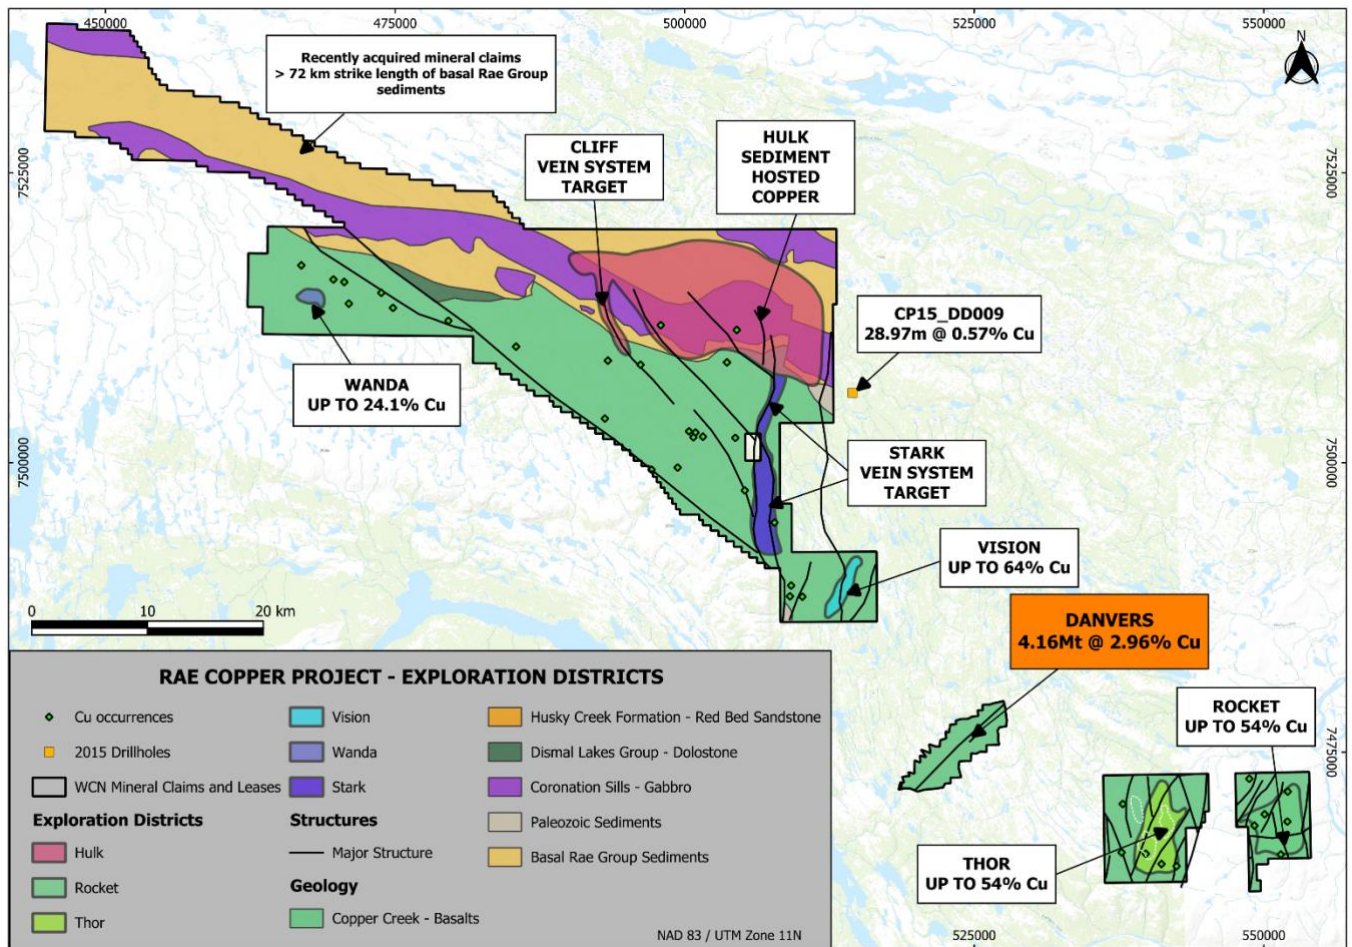 450000
475000
500000
525000
550000
N
Recently acquired mineral claims
> 72 km strike length of basal Rae Group
sediments
CLIFF
VEIN SYSTEM
TARGET
HULK
SEDIMENT
HOSTED
COPPER
7525000
7525000
CP15_DD009
28.97m @ 0.57% Cu
WANDA
UP TO 24.1% Cu
7500000
7500000
STARK
VEIN SYSTEM
TARGET
VISION
UP TO 64% Cu
0 10 20 km
DANVERS
4.16Mt @ 2.96% Cu
ROCKET
UP TO 54% Cu
7475000
THOR
UP TO 54% Cu
RAE COPPER PROJECT - EXPLORATION DISTRICTS
Cu occurrences
2015 Drillholes
WCN Mineral Claims and Leases
Exploration Districts
Hulk
Rocket
Thor
Vision
Wanda
Stark
Structures
Major Structure
Geology
Copper Creek - Basalts
Husky Creek Formation - Red Bed Sandstone
Dismal Lakes Group - Dolostone
Coronation Sills - Gabbro
Paleozoic Sediments
Basal Rae Group Sediments
NAD 83 / UTM Zone 11N
525000
550000